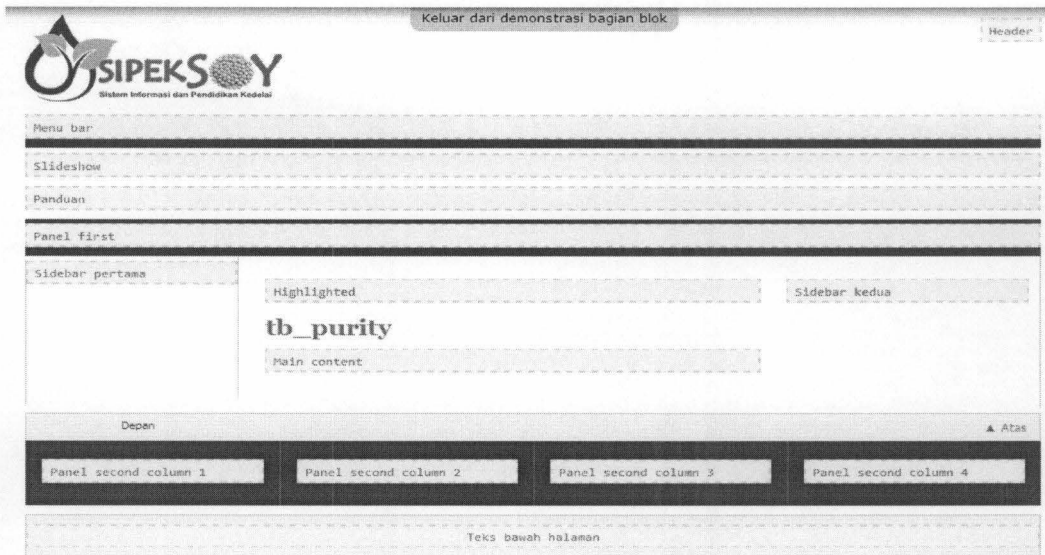 Keluar dari demonstrasi bagian blok
Header
SIPEKSOY
Sistem Informasi dan Pendidikan Kedelai
Menu bar
Slideshow
Panduan
Panel first
Sidebar pertama
Highlighted
Sidebar kedua
tb_purity
Main content
Depan
▲ Atas
Panel second column 1
Panel second column 2
Panel second column 3
Panel second column 4
Teks bawah halaman